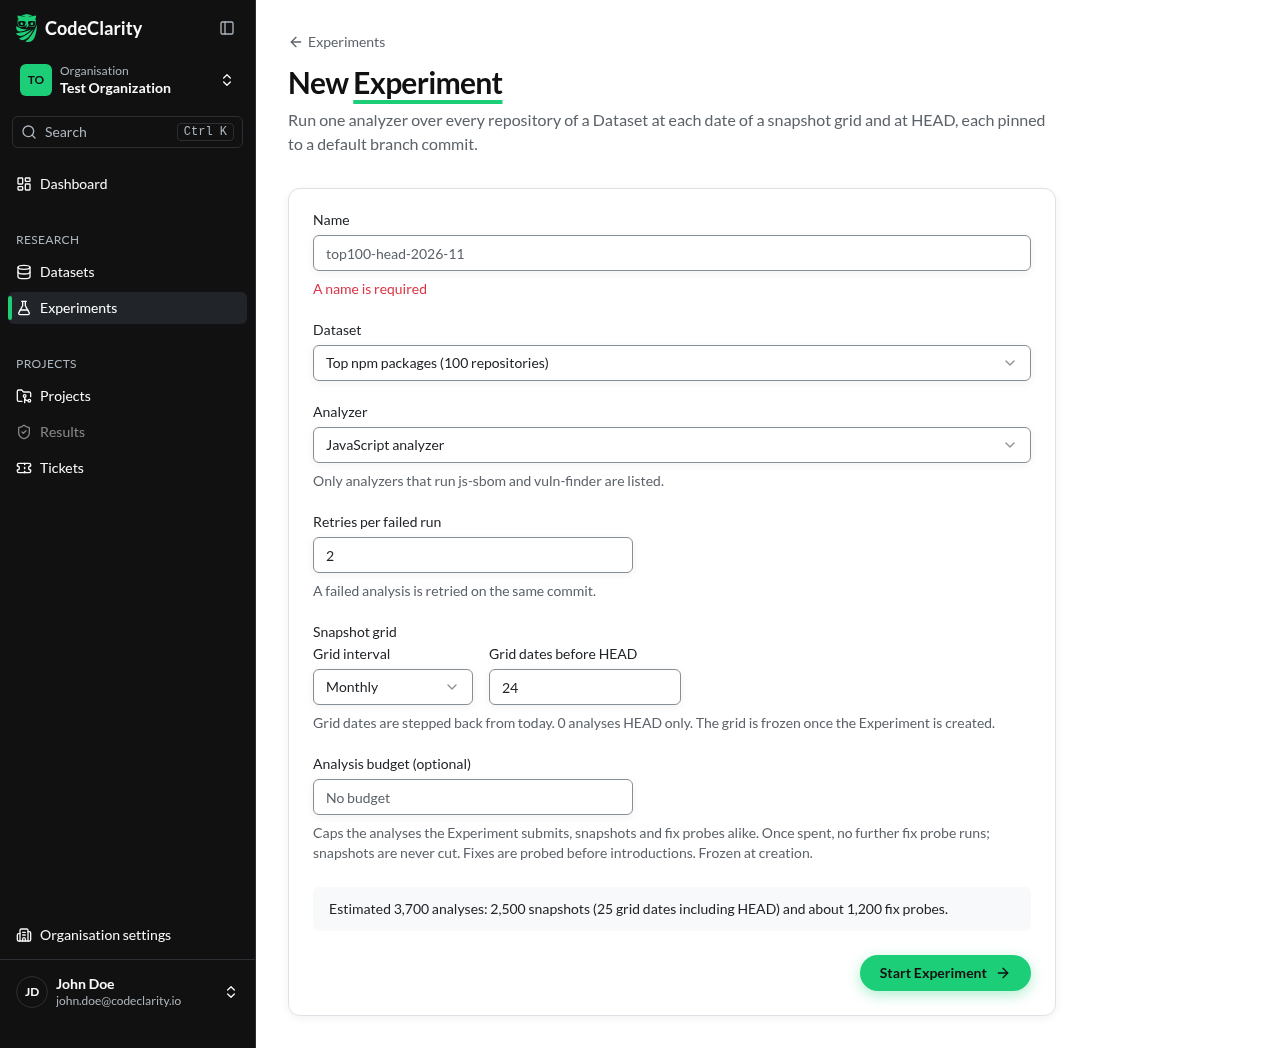 CodeClarity
TO
Organisation
Test Organization
Search
Ctrl K
Dashboard
RESEARCH
Datasets
Experiments
PROJECTS
Projects
Results
Tickets
Organisation settings
JD
John Doe
john.doe@codeclarity.io
Experiments
New Experiment
Run one analyzer over every repository of a Dataset at each date of a snapshot grid and at HEAD, each pinned
to a default branch commit.
Name
top100-head-2026-11
A name is required
Dataset
Top npm packages (100 repositories)
Analyzer
JavaScript analyzer
Only analyzers that run js-sbom and vuln-finder are listed.
Retries per failed run
2
A failed analysis is retried on the same commit.
Snapshot grid
Grid interval
Grid dates before HEAD
Monthly
24
Grid dates are stepped back from today. 0 analyses HEAD only. The grid is frozen once the Experiment is created.
Analysis budget (optional)
No budget
Caps the analyses the Experiment submits, snapshots and fix probes alike. Once spent, no further fix probe runs;
snapshots are never cut. Fixes are probed before introductions. Frozen at creation.
Estimated 3,700 analyses: 2,500 snapshots (25 grid dates including HEAD) and about 1,200 fix probes.
Start Experiment